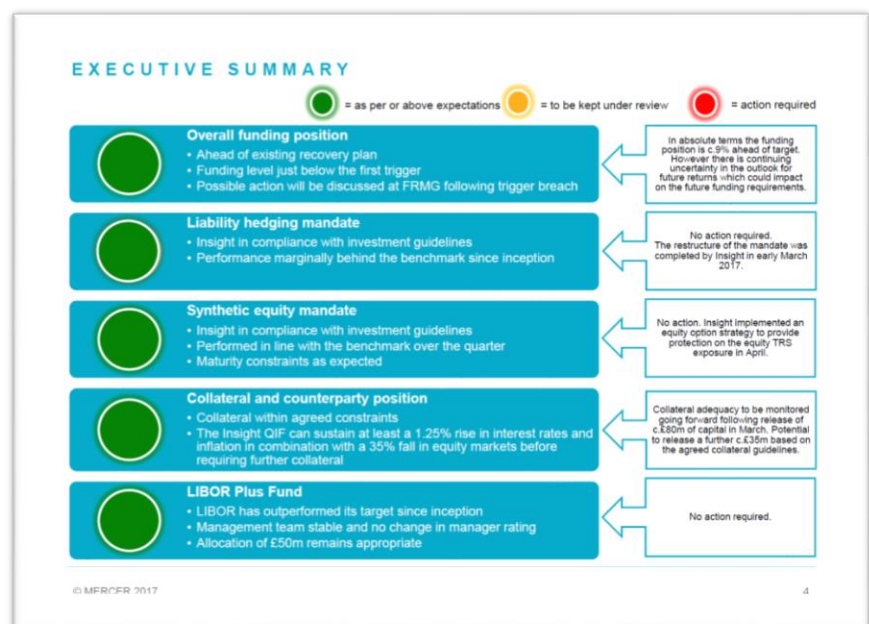 EXECUTIVE SUMMARY
= as per or above expectations
= to be kept under review
= action required
Overall funding position
• Ahead of existing recovery plan
• Funding level just below the first trigger
• Possible action will be discussed at FRMG following trigger breach
In absolute terms the funding
position is c.9% ahead of target.
However there is continuing
uncertainty in the outlook for
future returns which could impact
on the future funding requirements.
Liability hedging mandate
• Insight in compliance with investment guidelines
• Performance marginally behind the benchmark since inception
No action required.
The restructure of the mandate was
completed by Insight in early March
2017.
Synthetic equity mandate
• Insight in compliance with investment guidelines
• Performed in line with the benchmark over the quarter
• Maturity constraints as expected
No action. Insight implemented an
equity option strategy to provide
protection on the equity TRS
exposure in April.
Collateral and counterparty position
• Collateral within agreed constraints
• The Insight QIF can sustain at least a 1.25% rise in interest rates and
inflation in combination with a 35% fall in equity markets before
requiring further collateral
Collateral adequacy to be monitored
going forward following release of
c.£80m of capital in March. Potential
to release a further c.£35m based on
the agreed collateral guidelines.
LIBOR Plus Fund
• LIBOR has outperformed its target since inception
• Management team stable and no change in manager rating
• Allocation of £50m remains appropriate
No action required.
© MERCER 2017
4